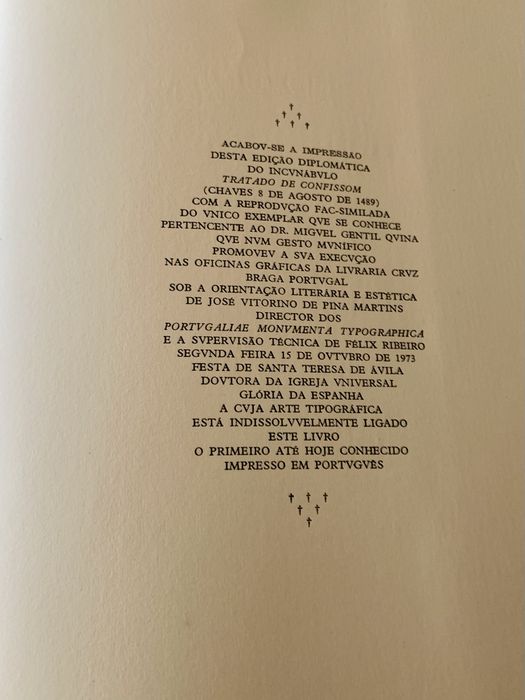 ACABOV-SE A IMPRESSÃO
DESTA EDIÇÃO DIPLOMÁTICA
DO INCVNÁBVLO
TRATADO DE CONFISSOM
(CHAVES 8 DE AGOSTO DE 1489)
COM A REPRODVÇÃO FAC-SIMILADA
DO VNICO EXEMPLAR QVE SE CONHECE
PERTENCENTE AO DR. MIGVEL GENTIL QVINA
QVE NVM GESTO MVNÍFICO
PROMOVEV A SVA EXECVÇÃO
NAS OFICINAS GRÁFICAS DA LIVRARIA CRVZ
BRAGA PORTVGAL
SOB A ORIENTAÇÃO LITERÁRIA E ESTÉTICA
DE JOSÉ VITORINO DE PINA MARTINS
DIRECTOR DOS
PORTVGALIAE MONVMENTA TYPOGRAPHICA
E A SVPERVISÃO TÉCNICA DE FÉLIX RIBEIRO
SEGVNDA FEIRA 15 DE OVTVBRO DE 1973
FESTA DE SANTA TERESA DE ÁVILA
DOVTORA DA IGREJA VNIVERSAL
GLÓRIA DA ESPANHA
A CVJA ARTE TIPOGRÁFICA
ESTÁ INDISSOLVVELMENTE LIGADO
ESTE LIVRO
O PRIMEIRO ATÉ HOJE CONHECIDO
IMPRESSO EM PORTVGVÊS